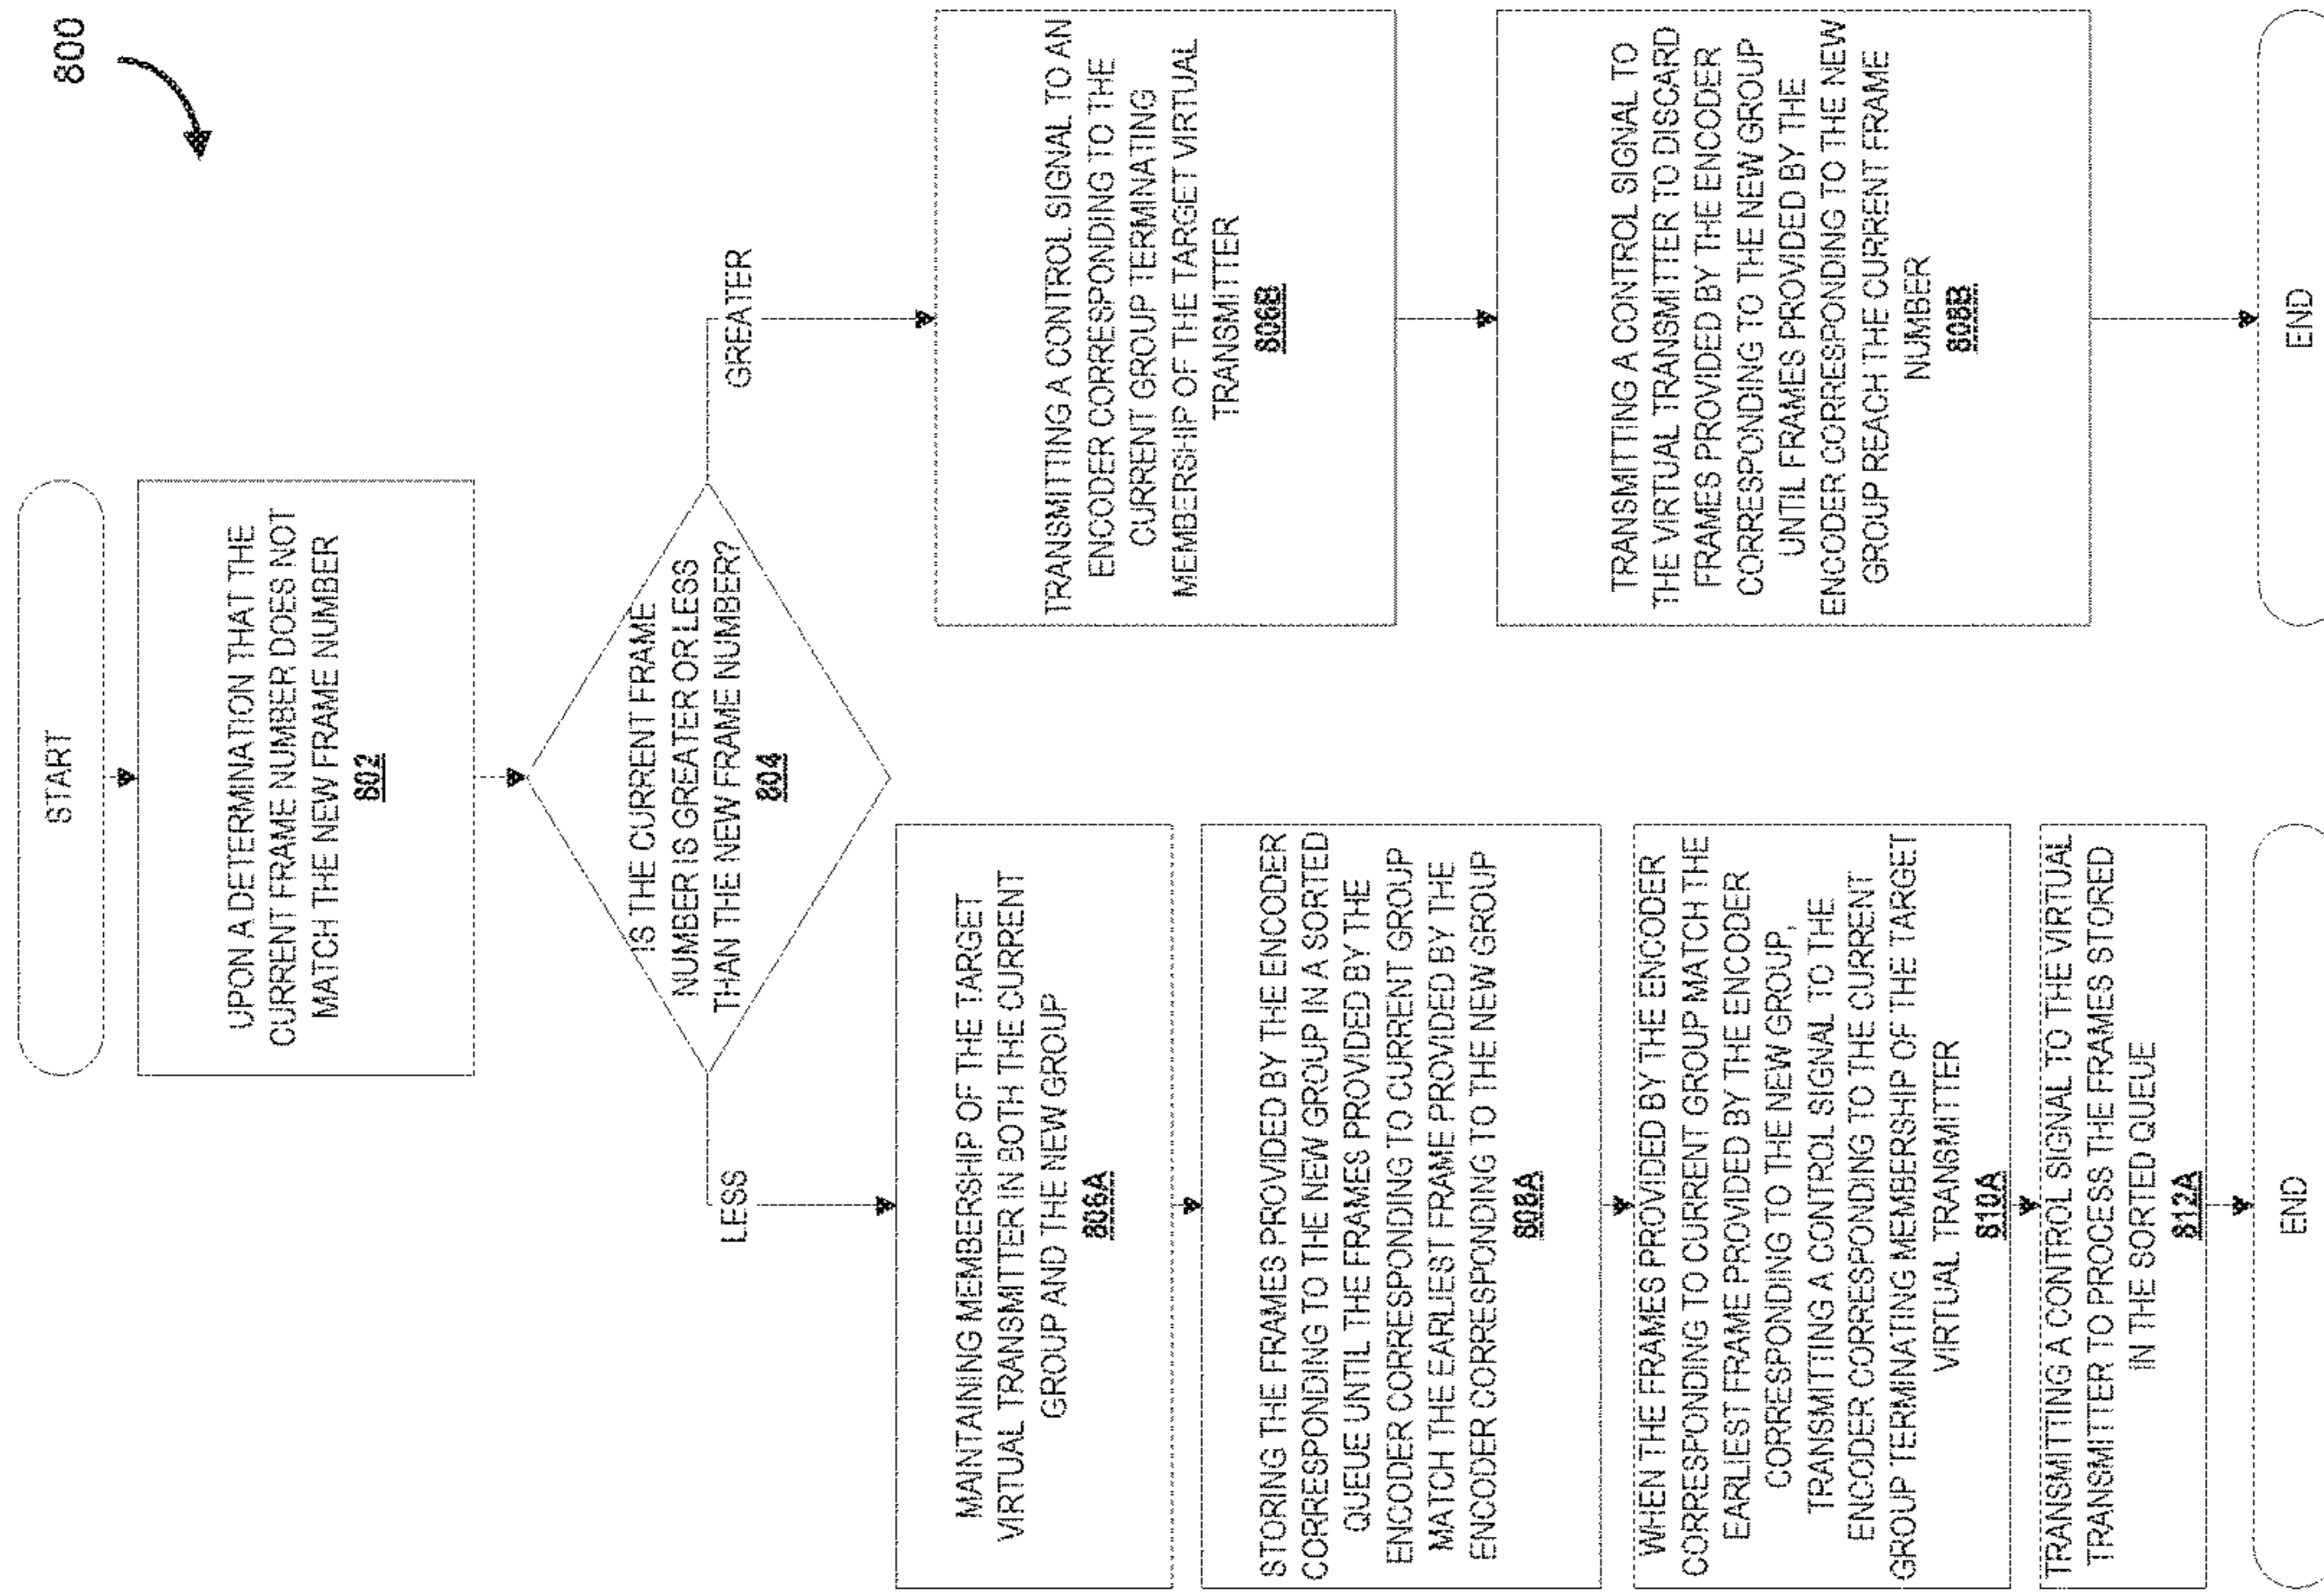 800
START
UPON A DETERMINATION THAT THE
CURRENT FRAME NUMBER DOES NOT
MATCH THE NEW FRAME NUMBER
802
IS THE CURRENT FRAME
NUMBER IS GREATER OR LESS
THAN THE NEW FRAME NUMBER?
804
LESS
GREATER
MAINTAINING MEMBERSHIP OF THE TARGET
VIRTUAL TRANSMITTER IN BOTH THE CURRENT
GROUP AND THE NEW GROUP
806A
STORING THE FRAMES PROVIDED BY THE ENCODER
CORRESPONDING TO THE NEW GROUP IN A SORTED
QUEUE UNTIL THE FRAMES PROVIDED BY THE
ENCODER CORRESPONDING TO CURRENT GROUP
MATCH THE EARLIEST FRAME PROVIDED BY THE
ENCODER CORRESPONDING TO THE NEW GROUP
808A
WHEN THE FRAMES PROVIDED BY THE ENCODER
CORRESPONDING TO CURRENT GROUP MATCH THE
EARLIEST FRAME PROVIDED BY THE ENCODER
CORRESPONDING TO THE NEW GROUP,
TRANSMITTING A CONTROL SIGNAL TO THE
ENCODER CORRESPONDING TO THE CURRENT
GROUP TERMINATING MEMBERSHIP OF THE TARGET
VIRTUAL TRANSMITTER
810A
TRANSMITTING A CONTROL SIGNAL TO THE VIRTUAL
TRANSMITTER TO PROCESS THE FRAMES STORED
IN THE SORTED QUEUE
812A
END
TRANSMITTING A CONTROL SIGNAL TO AN
ENCODER CORRESPONDING TO THE
CURRENT GROUP TERMINATING
MEMBERSHIP OF THE TARGET VIRTUAL
TRANSMITTER
806B
TRANSMITTING A CONTROL SIGNAL TO
THE VIRTUAL TRANSMITTER TO DISCARD
FRAMES PROVIDED BY THE ENCODER
CORRESPONDING TO THE NEW GROUP
UNTIL FRAMES PROVIDED BY THE
ENCODER CORRESPONDING TO THE NEW
GROUP REACH THE CURRENT FRAME
NUMBER
808B
END